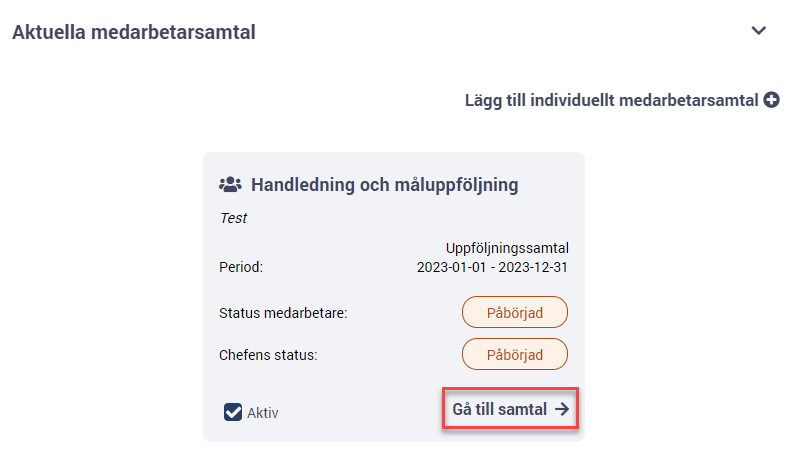 Aktuella medarbetarsamtal
Lägg till individuellt medarbetarsamtal
Handledning och måluppföljning
Test
Uppföljningssamtal
Period: 2023-01-01 - 2023-12-31
Status medarbetare: Påbörjad
Chefens status: Påbörjad
Aktiv Gå till samtal